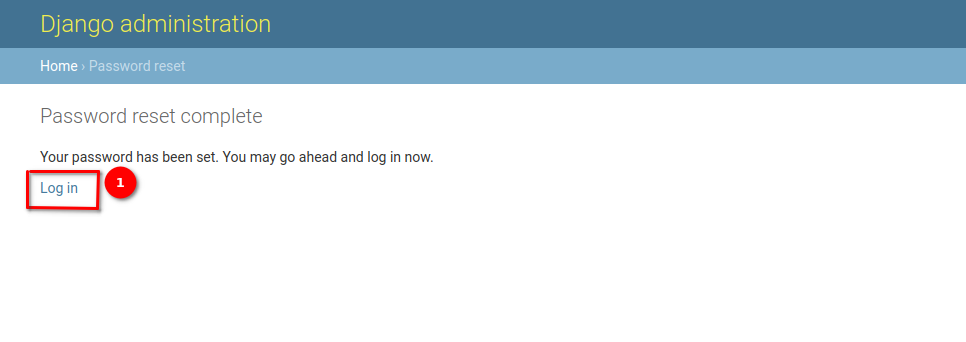 Django administration
Home › Password reset
Password reset complete
Your password has been set. You may go ahead and log in now.
Log in
1